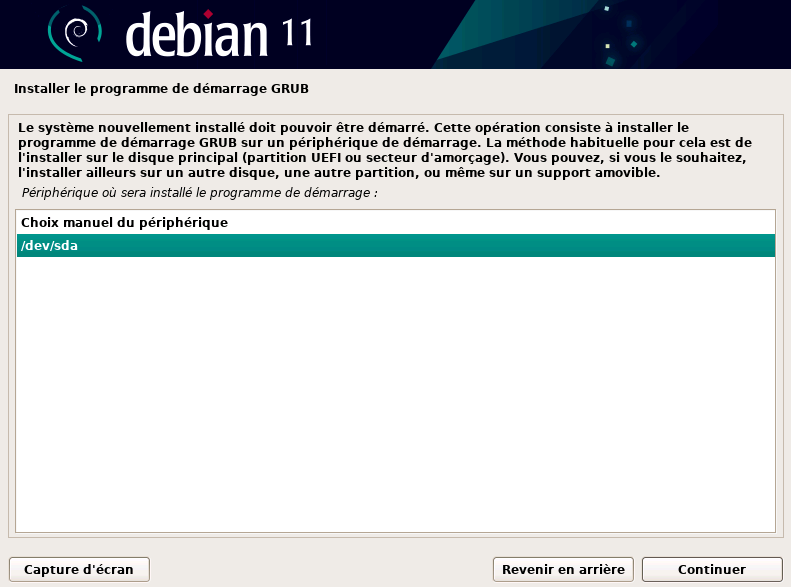 debian 11
Installer le programme de démarrage GRUB
Le système nouvellement installé doit pouvoir être démarré. Cette opération consiste à installer le
programme de démarrage GRUB sur un périphérique de démarrage. La méthode habituelle pour cela est de
l'installer sur le disque principal (partition UEFI ou secteur d'amorçage). Vous pouvez, si vous le souhaitez,
l'installer ailleurs sur un autre disque, une autre partition, ou même sur un support amovible.
Périphérique où sera installé le programme de démarrage :
Choix manuel du périphérique
/dev/sda
Capture d'écran
Revenir en arrière
Continuer